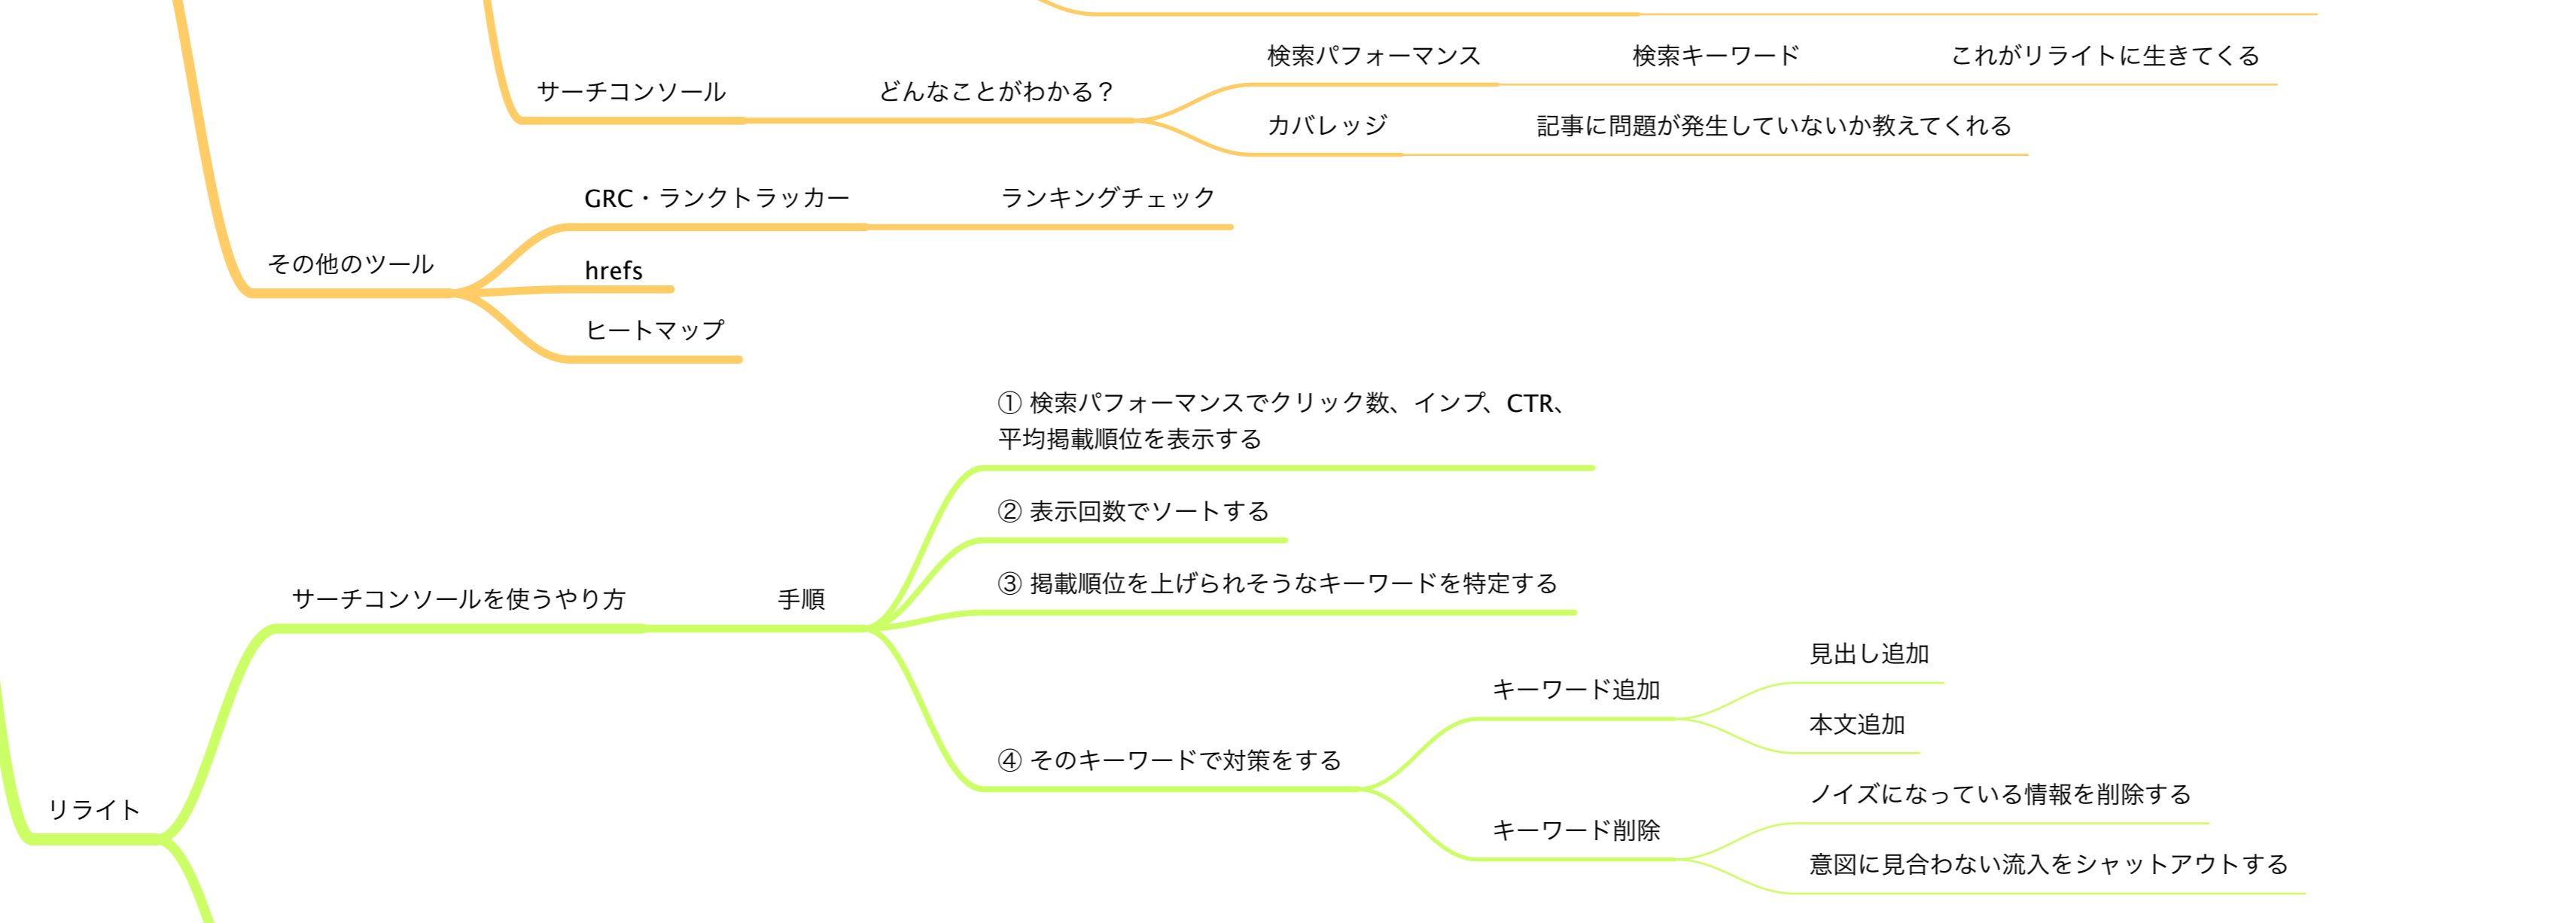 検索パフォーマンス
検索キーワード
これがリライトに生きてくる
サーチコンソール
どんなことがわかる？
カバレッジ
記事に問題が発生していないか教えてくれる
GRC・ランクトラッカー
ランキングチェック
その他のツール
hrefs
ヒートマップ
① 検索パフォーマンスでクリック数、インプ、CTR、
平均掲載順位を表示する
② 表示回数でソートする
③ 掲載順位を上げられそうなキーワードを特定する
サーチコンソールを使うやり方
手順
見出し追加
キーワード追加
本文追加
④ そのキーワードで対策をする
ノイズになっている情報を削除する
リライト
キーワード削除
意図に見合わない流入をシャットアウトする